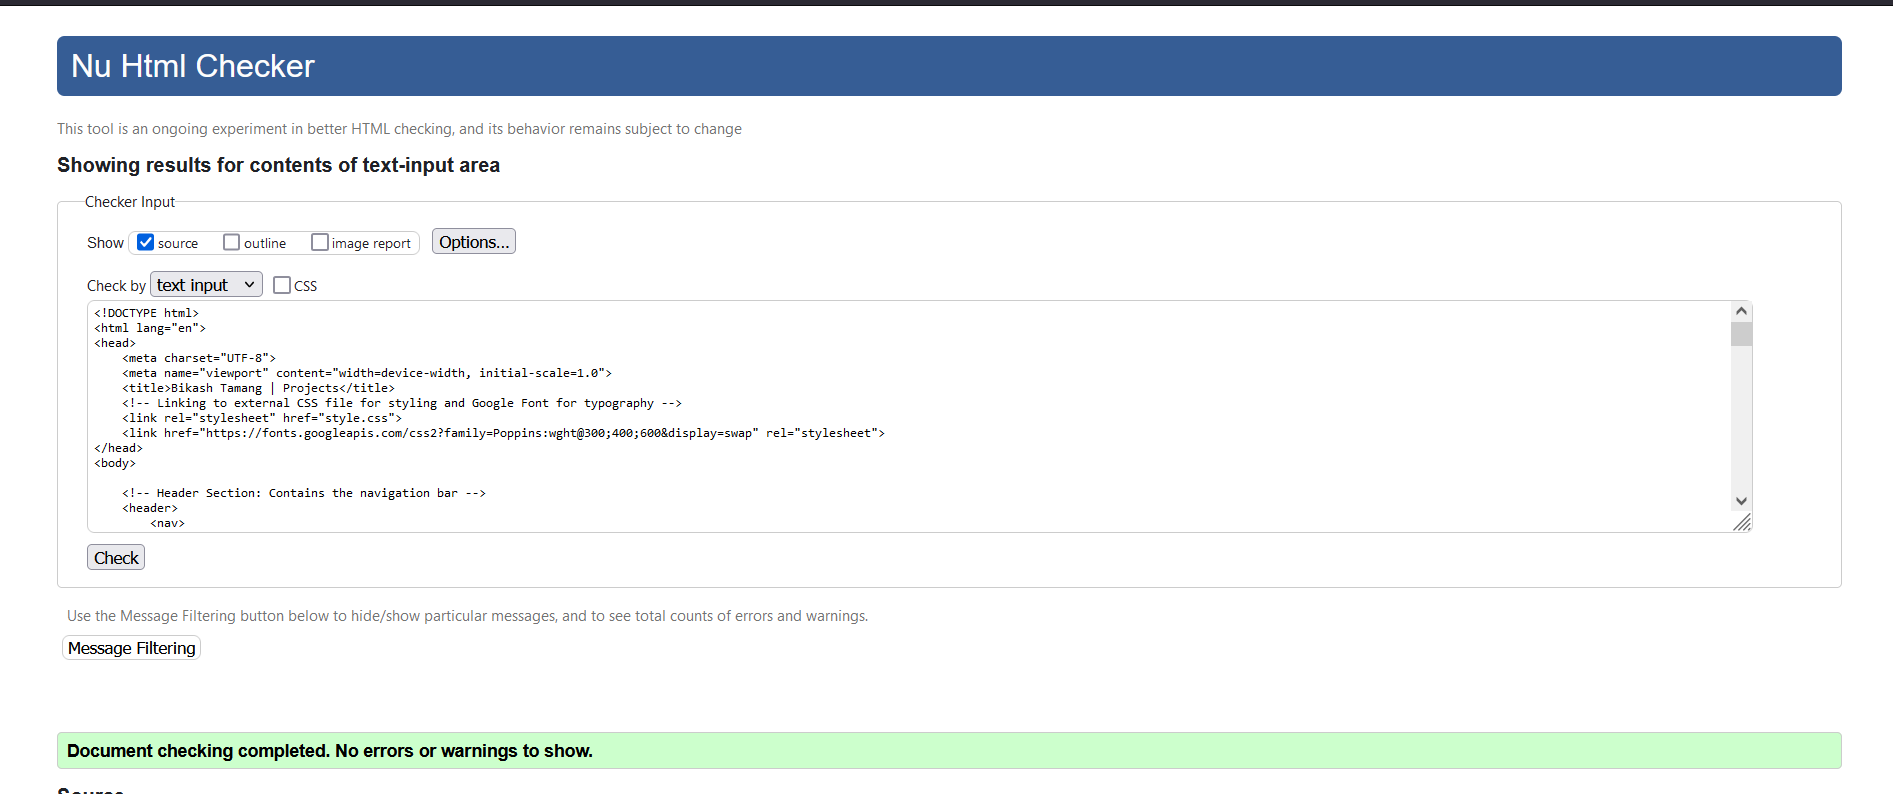 Nu Html Checker
This tool is an ongoing experiment in better HTML checking, and its behavior remains subject to change
Showing results for contents of text-input area
Checker Input
Show source outline image report Options...
Check by text input CSS
<!DOCTYPE html>
<html lang="en">
<head>
    <meta charset="UTF-8">
    <meta name="viewport" content="width=device-width, initial-scale=1.0">
    <title>Bikash Tamang | Projects</title>
    <!-- Linking to external CSS file for styling and Google Font for typography -->
    <link rel="stylesheet" href="style.css">
    <link href="https://fonts.googleapis.com/css2?family=Poppins:wght@300;400;600&display=swap" rel="stylesheet">
</head>
<body>
    <!-- Header Section: Contains the navigation bar -->
    <header>
        <nav>
Check
Use the Message Filtering button below to hide/show particular messages, and to see total counts of errors and warnings.
Message Filtering
Document checking completed. No errors or warnings to show.